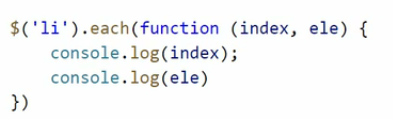 $('li').each(function (index, ele) {
    console.log(index);
    console.log(ele)
})